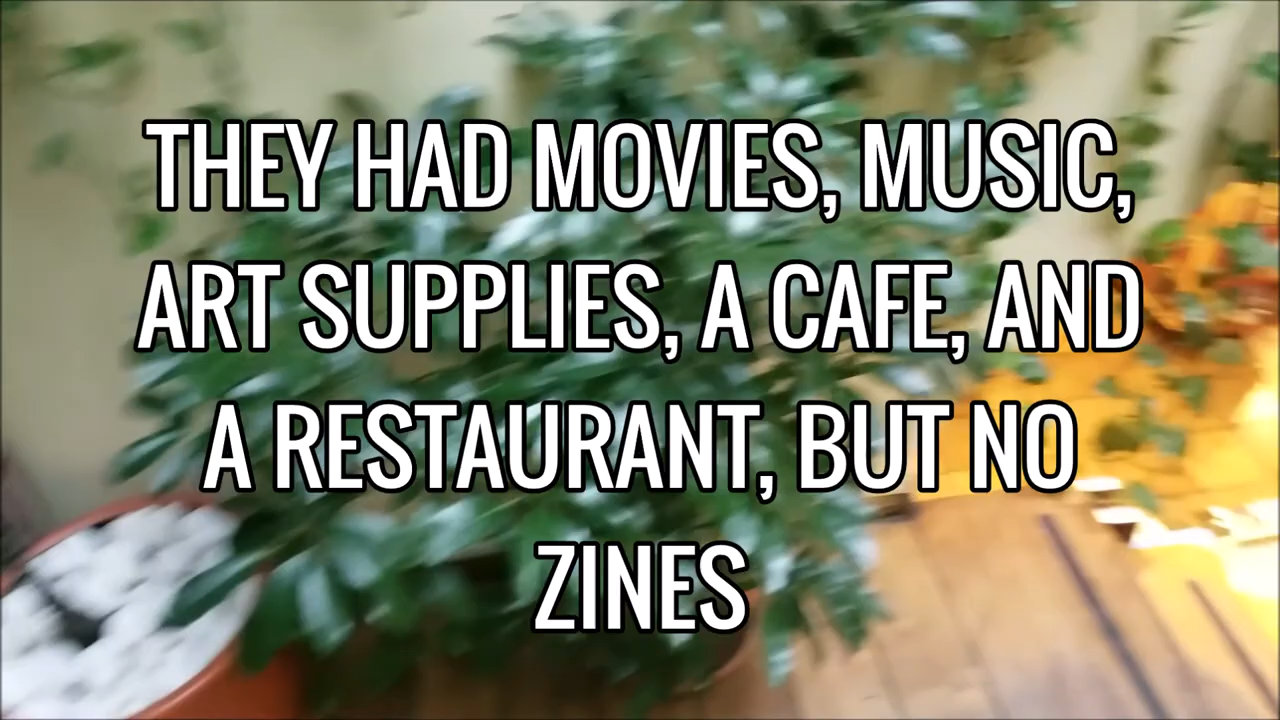 THEY HAD MOVIES, MUSIC,
ART SUPPLIES, A CAFE, AND
A RESTAURANT, BUT NO
ZINES